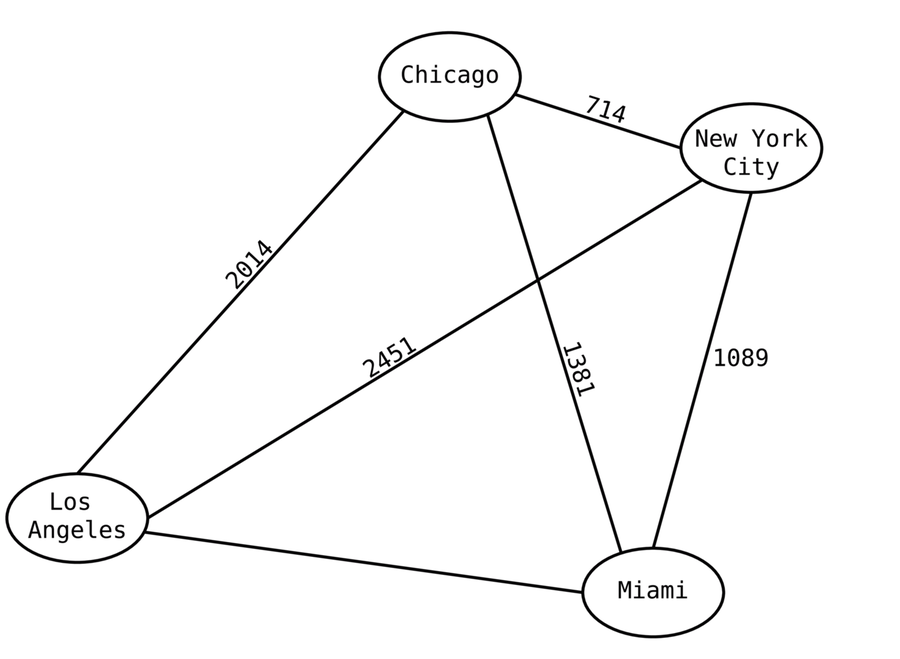 Chicago
714
New York
City
2014
2451
1381
1089
Los
Angeles
Miami